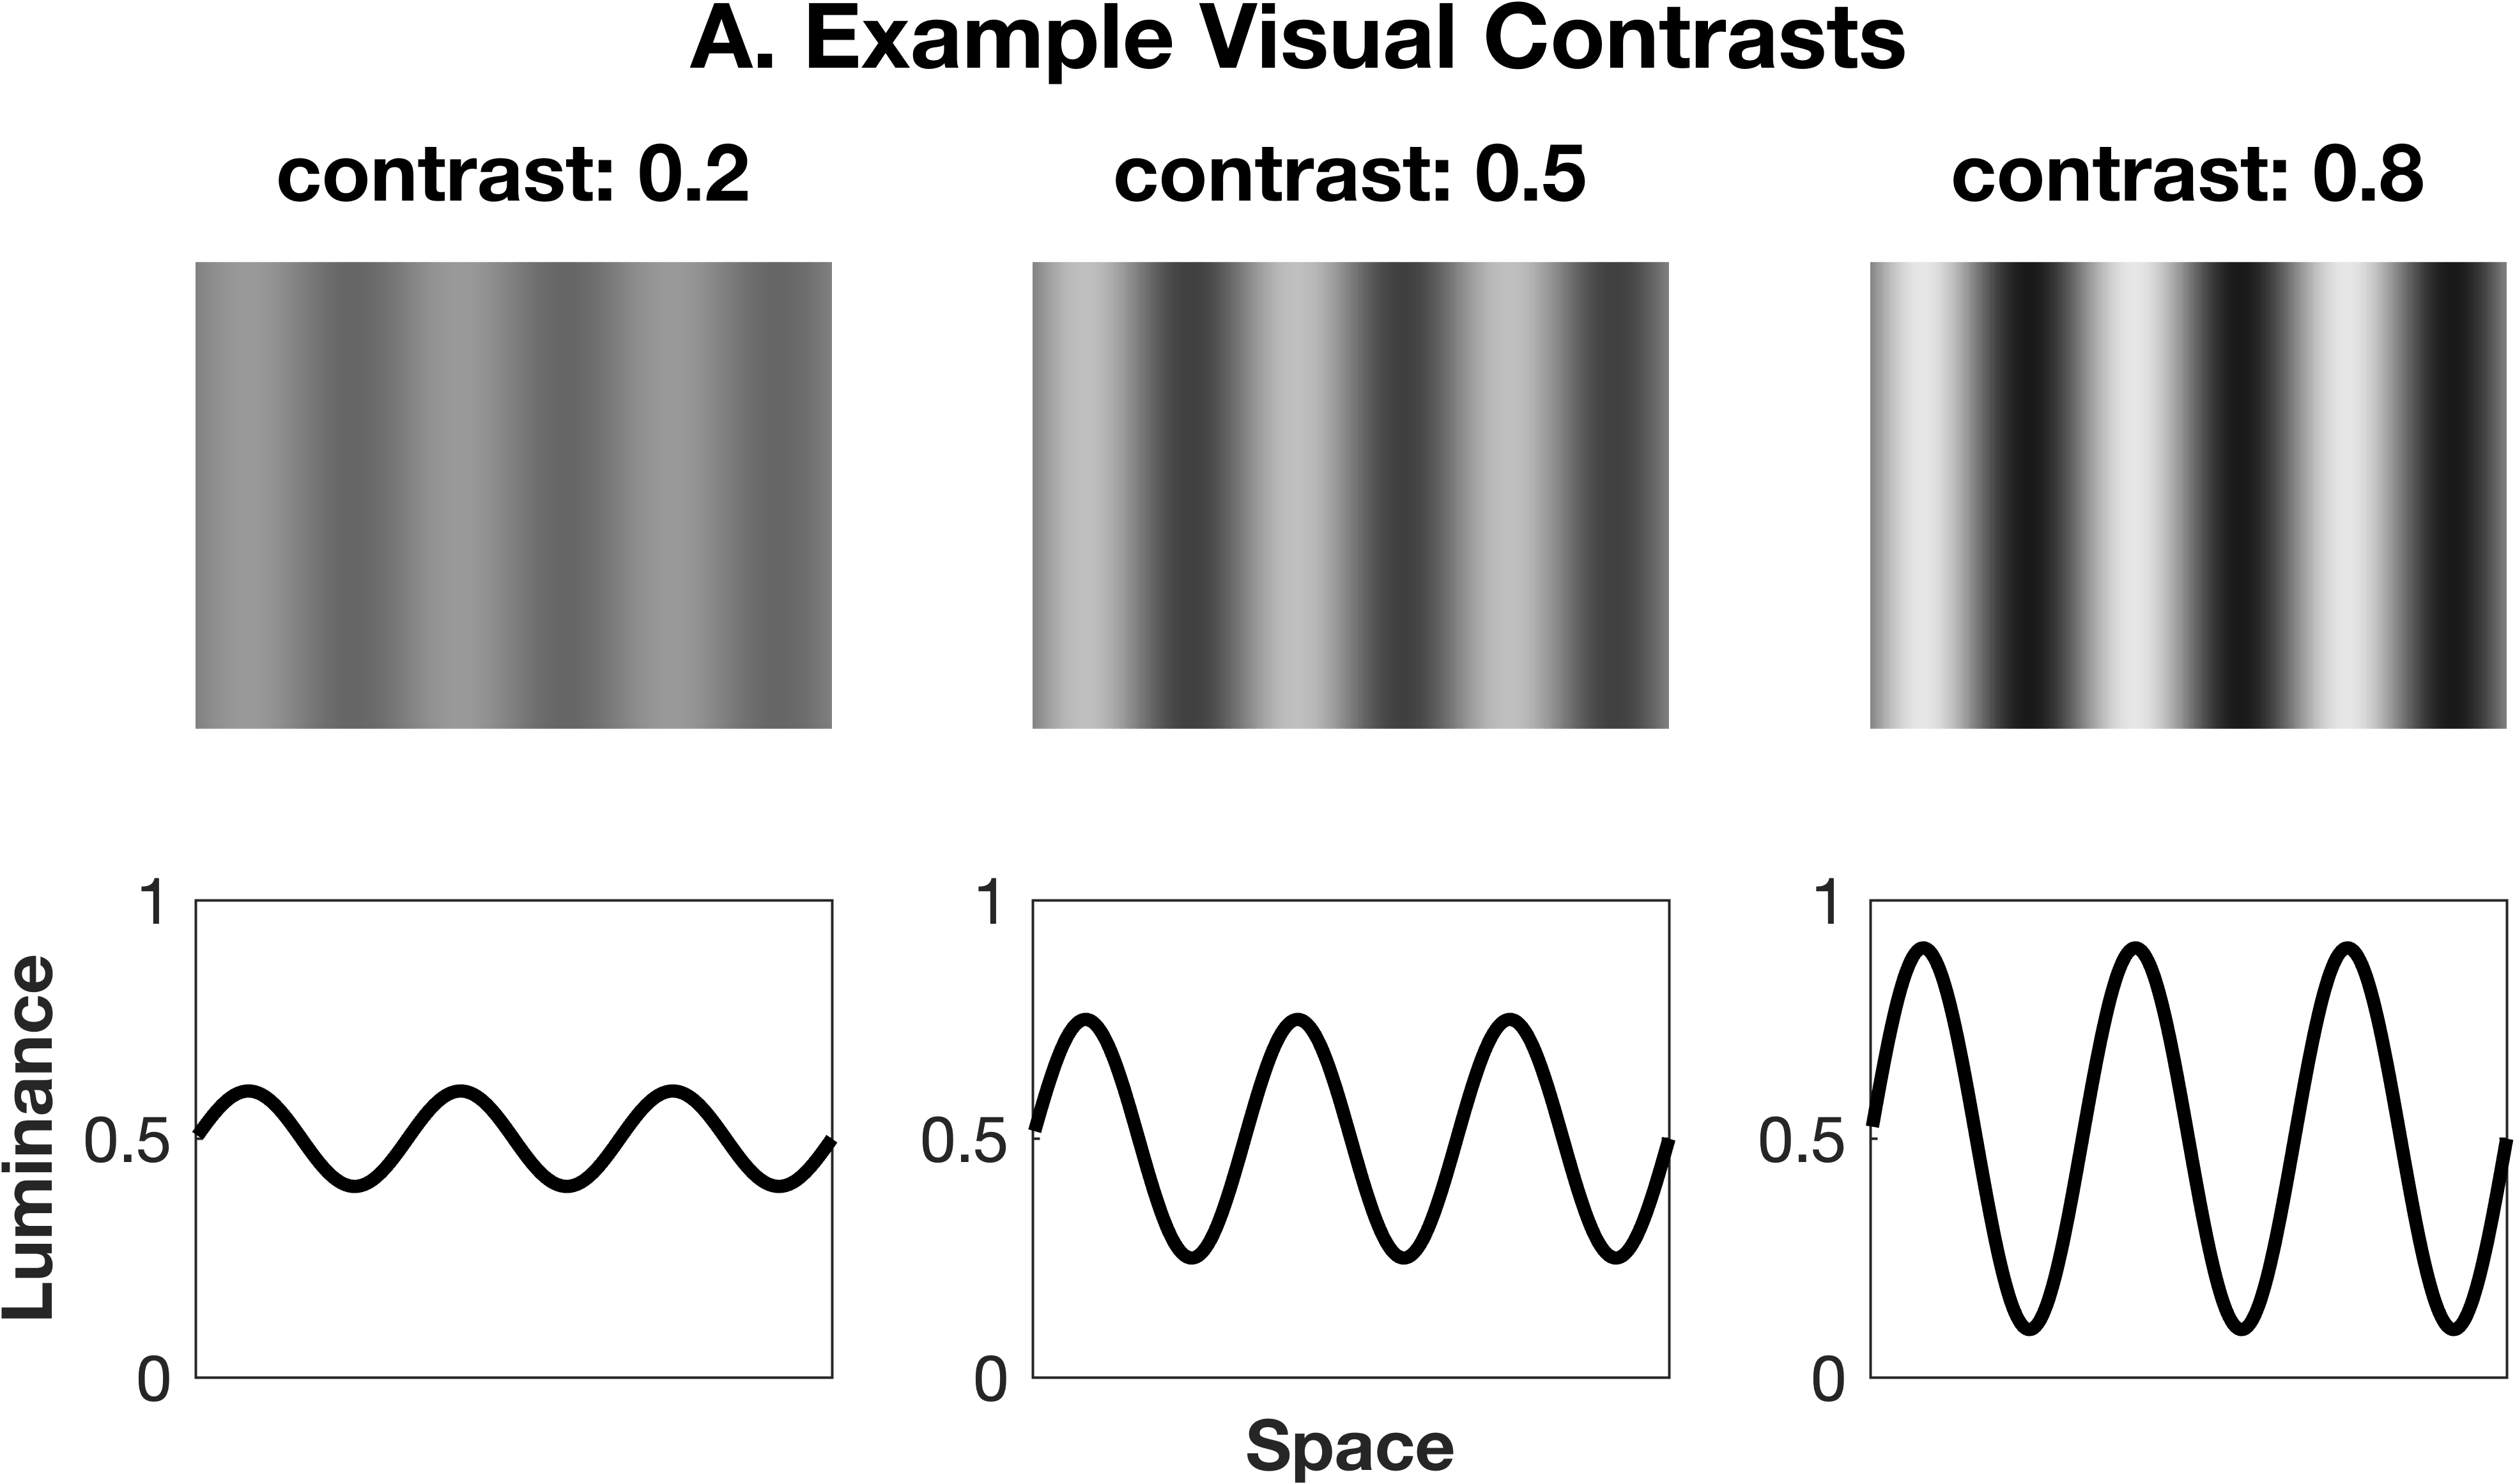 A. Example Visual Contrasts
contrast: 0.2 contrast: 0.5 contrast: 0.8
1 1 1
Luminance
0.5 0.5 0.5
0 0 0
Space